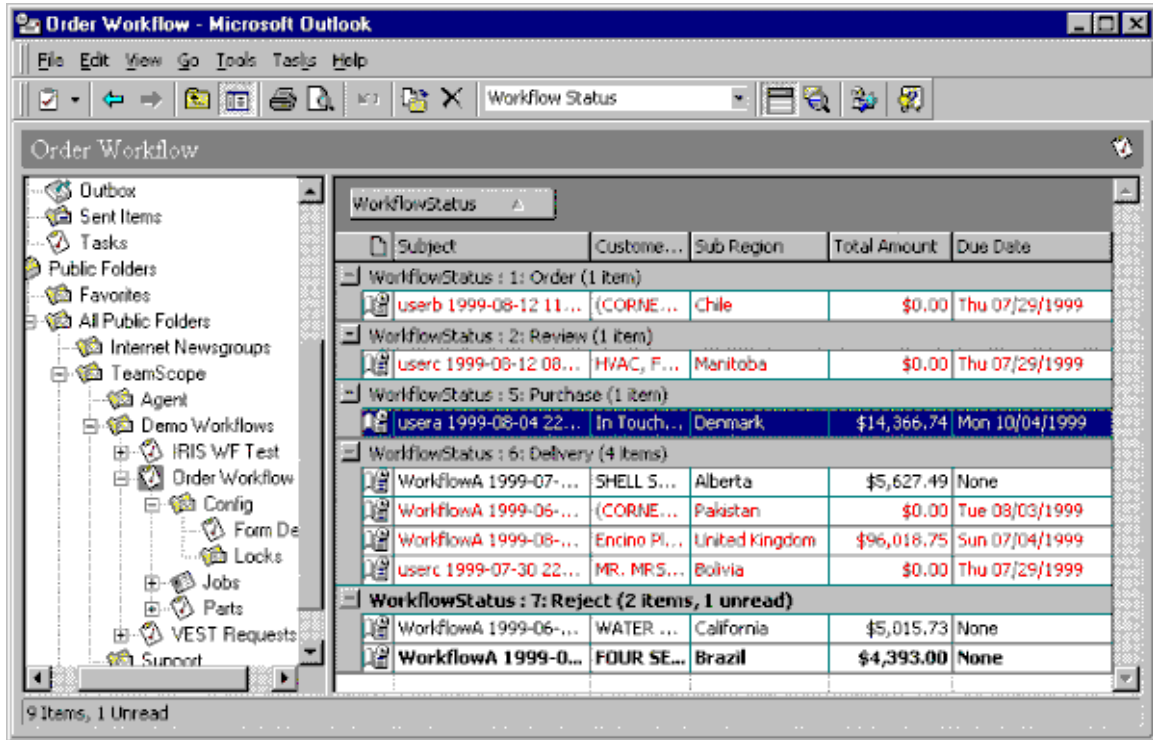 Order Workflow - Microsoft Outlook
File Edit View Go Tools Tasks Help
Workflow Status
Order Workflow
Outbox
Sent Items
Tasks
Public Folders
Favorites
All Public Folders
Internet Newsgroups
TeamScope
Agent
Demo Workflows
IRIS WF Test
Order Workflow
Config
Form De
Locks
Jobs
Parts
VEST Requests
Support
WorkflowStatus
Subject Custome... Sub Region Total Amount Due Date
WorkflowStatus : 1: Order (1 item)
userb 1999-08-12 11... (CORNE... Chile $0.00 Thu 07/29/1999
WorkflowStatus : 2: Review (1 item)
userc 1999-08-12 08... HVAC, F... Manitoba $0.00 Thu 07/29/1999
WorkflowStatus : 5: Purchase (1 item)
usera 1999-08-04 22... In Touch... Denmark $14,366.74 Mon 10/04/1999
WorkflowStatus : 6: Delivery (4 items)
WorkflowA 1999-07-... SHELL S... Alberta $5,627.49 None
WorkflowA 1999-06-... (CORNE... Pakistan $0.00 Tue 08/03/1999
WorkflowA 1999-08-... Encino Pl... United Kingdom $96,018.75 Sun 07/04/1999
userc 1999-07-30 22... MR. MRS... Bolivia $0.00 Thu 07/29/1999
WorkflowStatus : 7: Reject (2 items, 1 unread)
WorkflowA 1999-06-... WATER ... California $5,015.73 None
WorkflowA 1999-0... FOUR SE... Brazil $4,393.00 None
9 Items, 1 Unread